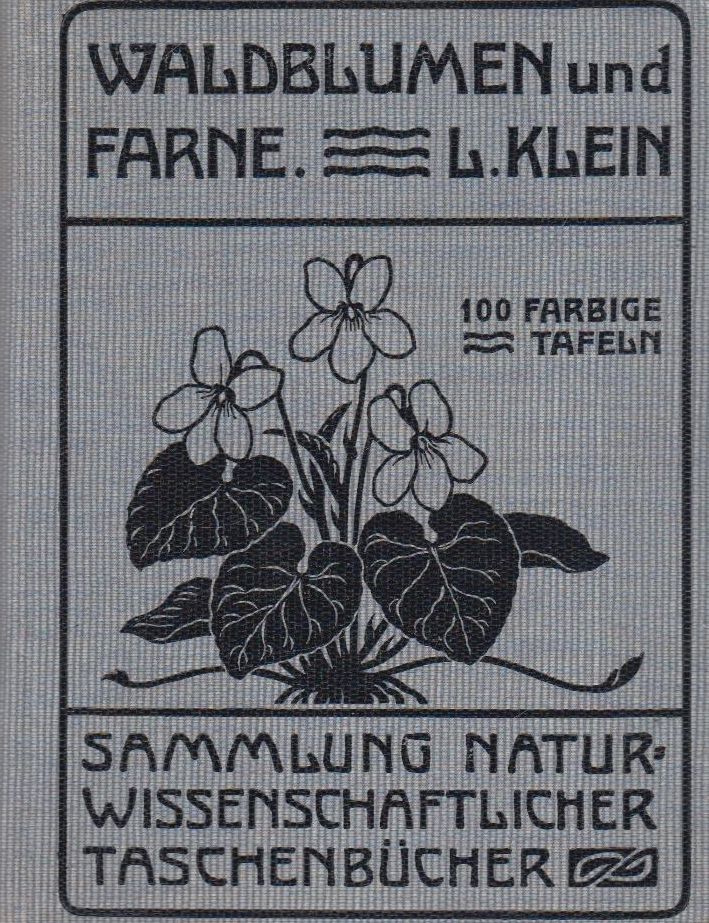 WALDBLUMEN und
FARNE. L. KLEIN
100 FARBIGE
TAFELN
SAMMLUNG NATUR=
WISSENSCHAFTLICHER
TASCHENBÜCHER